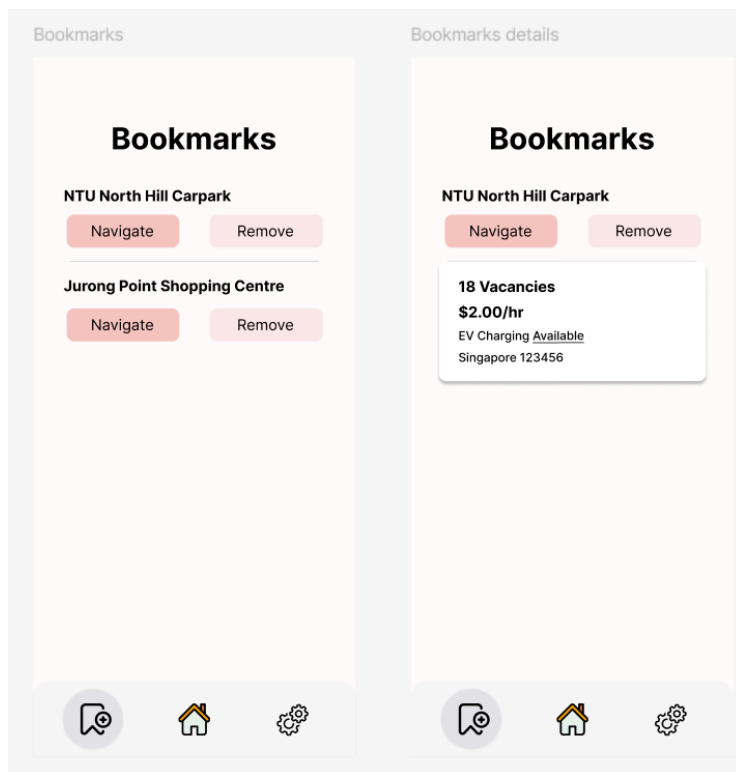 Bookmarks
Bookmarks
NTU North Hill Carpark
Navigate Remove
Jurong Point Shopping Centre
Navigate Remove
Bookmarks details
Bookmarks
NTU North Hill Carpark
Navigate Remove
18 Vacancies
$2.00/hr
EV Charging Available
Singapore 123456